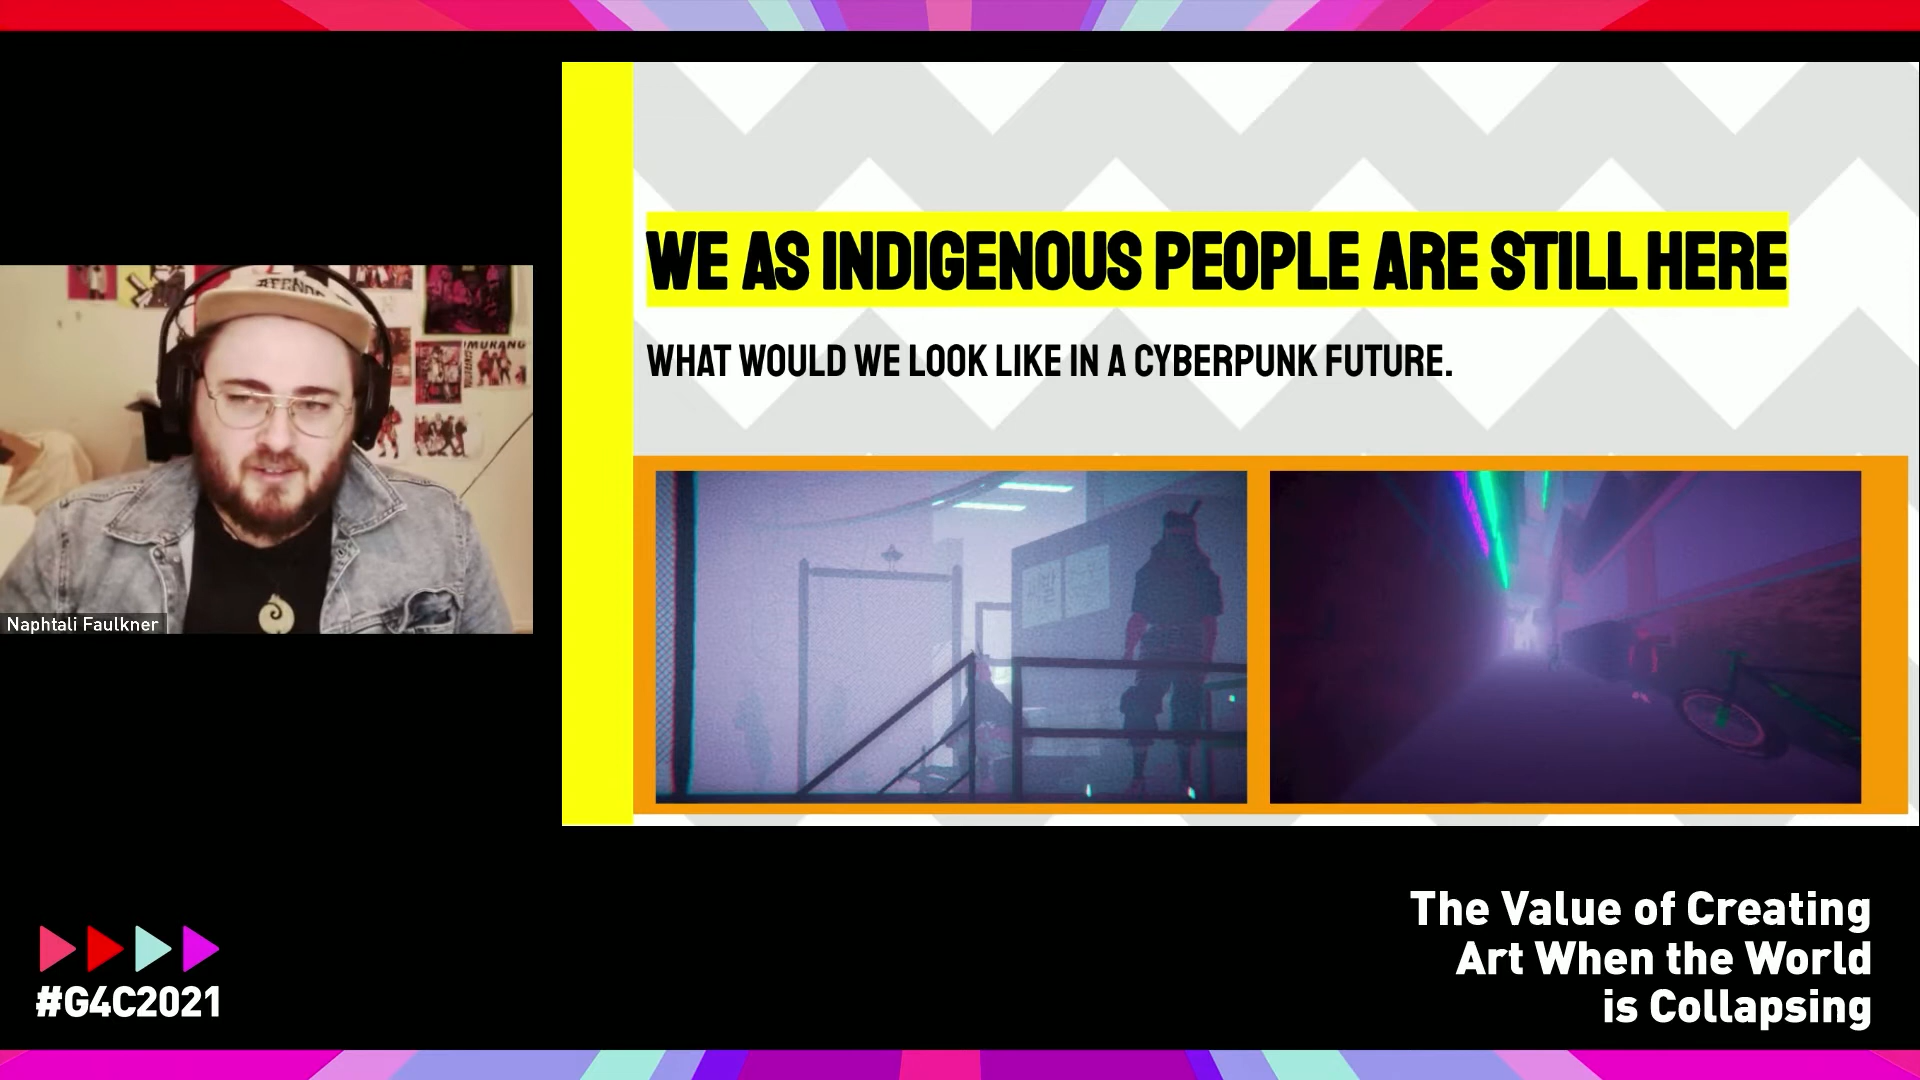 WE AS INDIGENOUS PEOPLE ARE STILL HERE
WHAT WOULD WE LOOK LIKE IN A CYBERPUNK FUTURE.
MURANG
Naphtali Faulkner
#G4C2021
The Value of Creating
Art When the World
is Collapsing